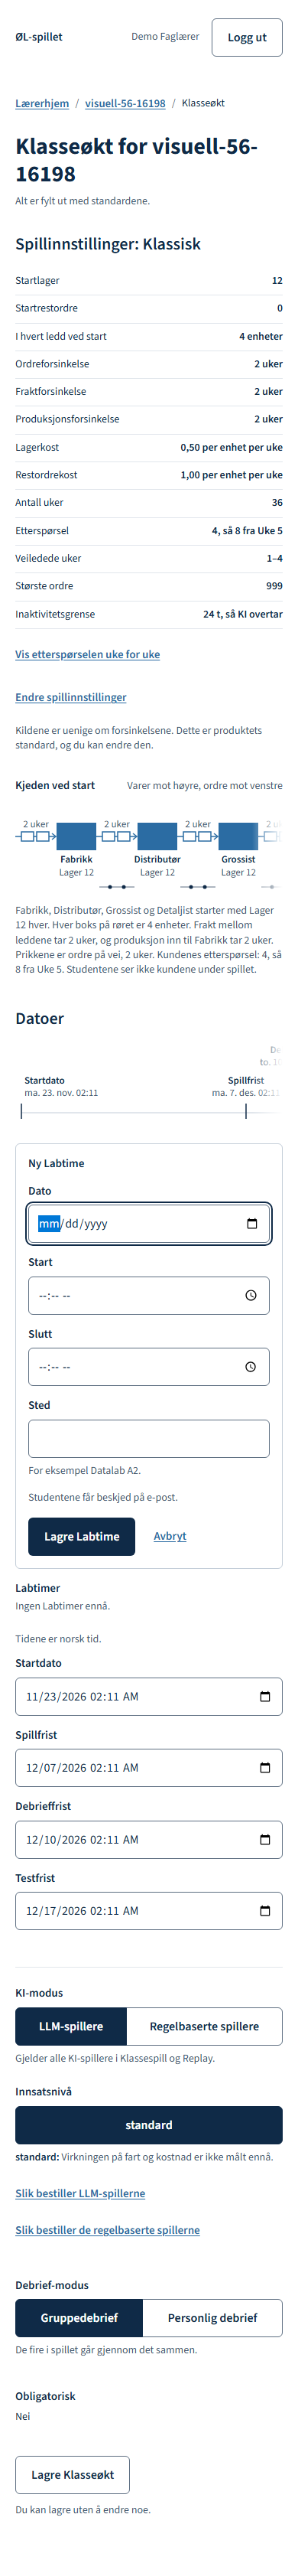 ØL-spillet
Demo Faglærer
Logg ut
Lærerhjem / visuell-56-16198 / Klasseøkt
Klasseøkt for visuell-56-
16198
Alt er fylt ut med standardene.
Spillinnstillinger: Klassisk
Startlager 12
Startrestordre 0
I hvert ledd ved start 4 enheter
Ordreforsinkelse 2 uker
Fraktforsinkelse 2 uker
Produksjonsforsinkelse 2 uker
Lagerkost 0,50 per enhet per uke
Restordrekost 1,00 per enhet per uke
Antall uker 36
Etterspørsel 4, så 8 fra Uke 5
Veiledede uker 1–4
Største ordre 999
Inaktivitetsgrense 24 t, så KI overtar
Vis etterspørselen uke for uke
Endre spillinnstillinger
Kildene er uenige om forsinkelsene. Dette er produktets
standard, og du kan endre den.
Kjeden ved start Varer mot høyre, ordre mot venstre
2 uker 2 uker 2 uker 2 u
Fabrikk Distributør Grossist
Lager 12 Lager 12 Lager 12
Fabrikk, Distributør, Grossist og Detaljist starter med Lager
12 hver. Hver boks på røret er 4 enheter. Frakt mellom
leddene tar 2 uker, og produksjon inn til Fabrikk tar 2 uker.
Prikkene er ordre på vei, 2 uker. Kundenes etterspørsel: 4, så
8 fra Uke 5. Studentene ser ikke kundene under spillet.
Datoer
De
to. 1
Startdato Spillfrist
ma. 23. nov. 02:11 ma. 7. des. 02:11
Ny Labtime
Dato
mm/dd/yyyy
Start
--:-- --
Slutt
--:-- --
Sted
For eksempel Datalab A2.
Studentene får beskjed på e-post.
Lagre Labtime Avbryt
Labtimer
Ingen Labtimer ennå.
Tidene er norsk tid.
Startdato
11/23/2026 02:11 AM
Spillfrist
12/07/2026 02:11 AM
Debrieffrist
12/10/2026 02:11 AM
Testfrist
12/17/2026 02:11 AM
KI-modus
LLM-spillere Regelbaserte spillere
Gjelder alle KI-spillere i Klassespill og Replay.
Innsatsnivå
standard
standard: Virkningen på fart og kostnad er ikke målt ennå.
Slik bestiller LLM-spillerne
Slik bestiller de regelbaserte spillerne
Debrief-modus
Gruppedebrief Personlig debrief
De fire i spillet går gjennom det sammen.
Obligatorisk
Nei
Lagre Klasseøkt
Du kan lagre uten å endre noe.